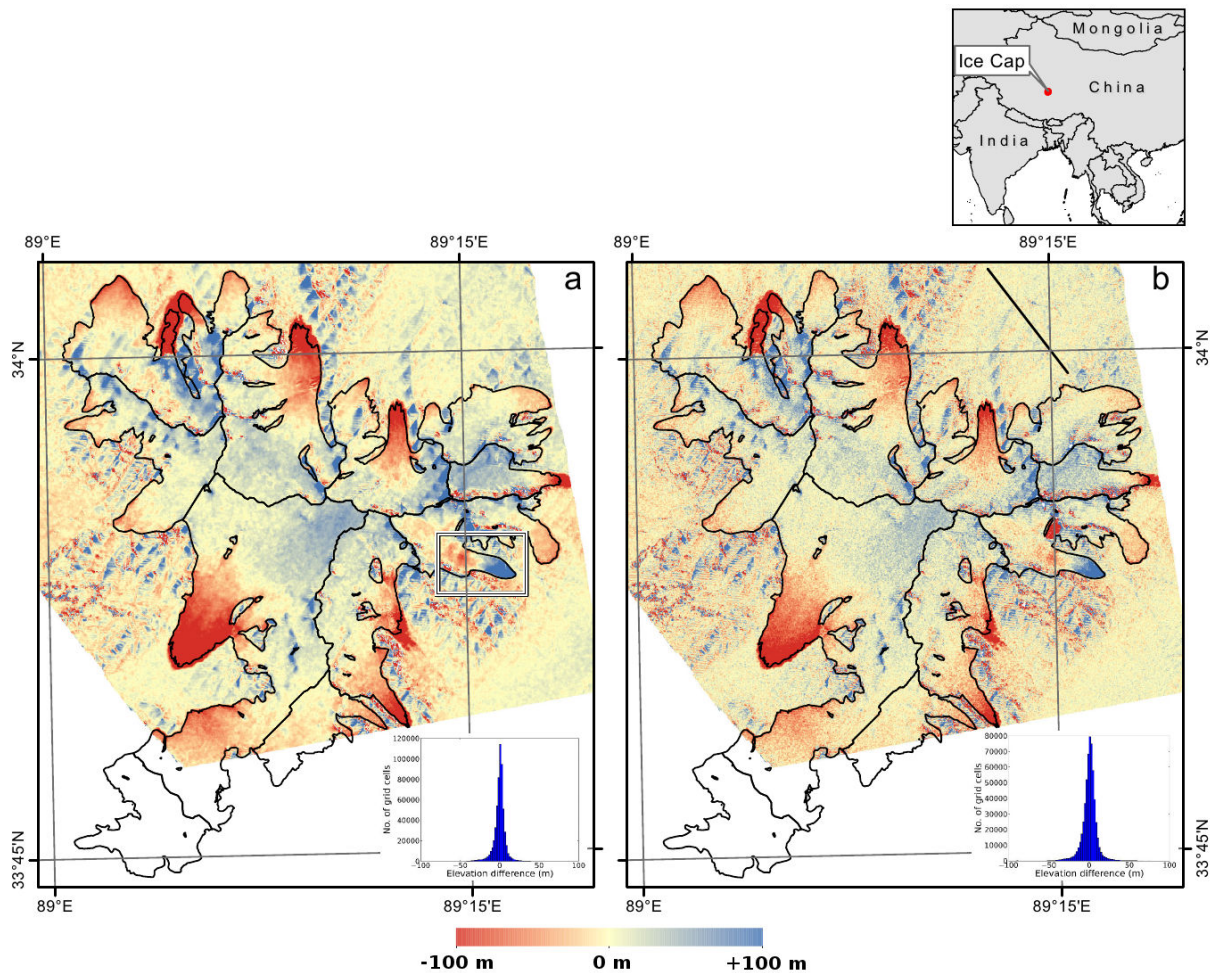 Mongolia
Ice Cap
China
India
89°E
89°15'E
89°E
89°15'E
a
b
34°N
34°N
120000
100000
80000
60000
40000
20000
0
No. of grid cells
-100
-50
0
50
100
Elevation difference (m)
80000
70000
60000
50000
40000
30000
20000
10000
0
No. of grid cells
-100
-50
0
50
100
Elevation difference (m)
33°45'N
33°45'N
89°E
89°15'E
89°E
89°15'E
-100 m
0 m
+100 m